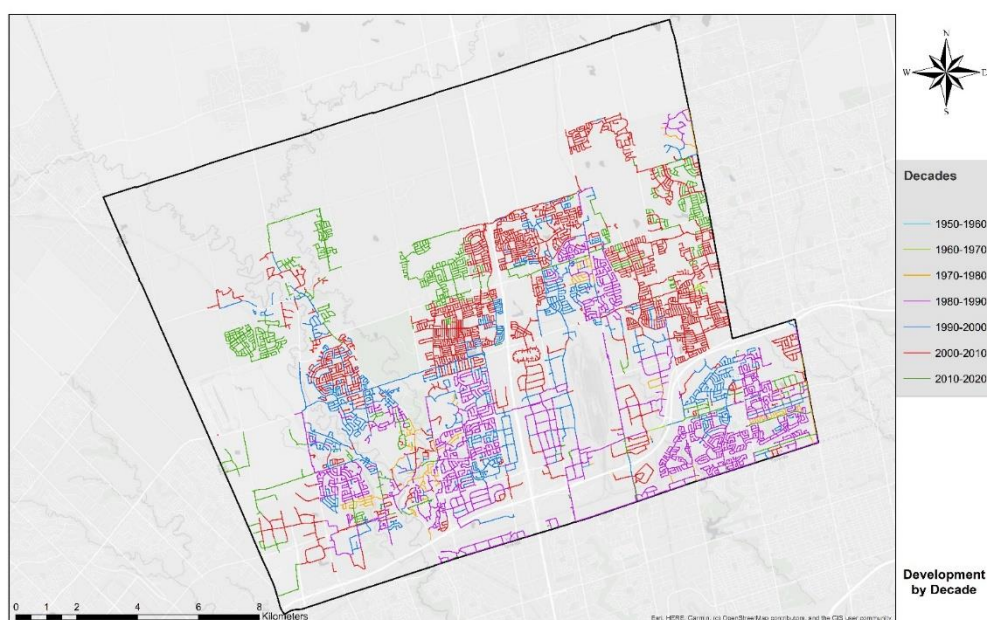 N
W
E
S
Decades
1950-1960
1960-1970
1970-1980
1980-1990
1990-2000
2000-2010
2010-2020
Development
by Decade
0 1 2 4 6 8
Kilometers
Esri, HERE, Garmin, (c) OpenStreetMap contributors, and the GIS user community